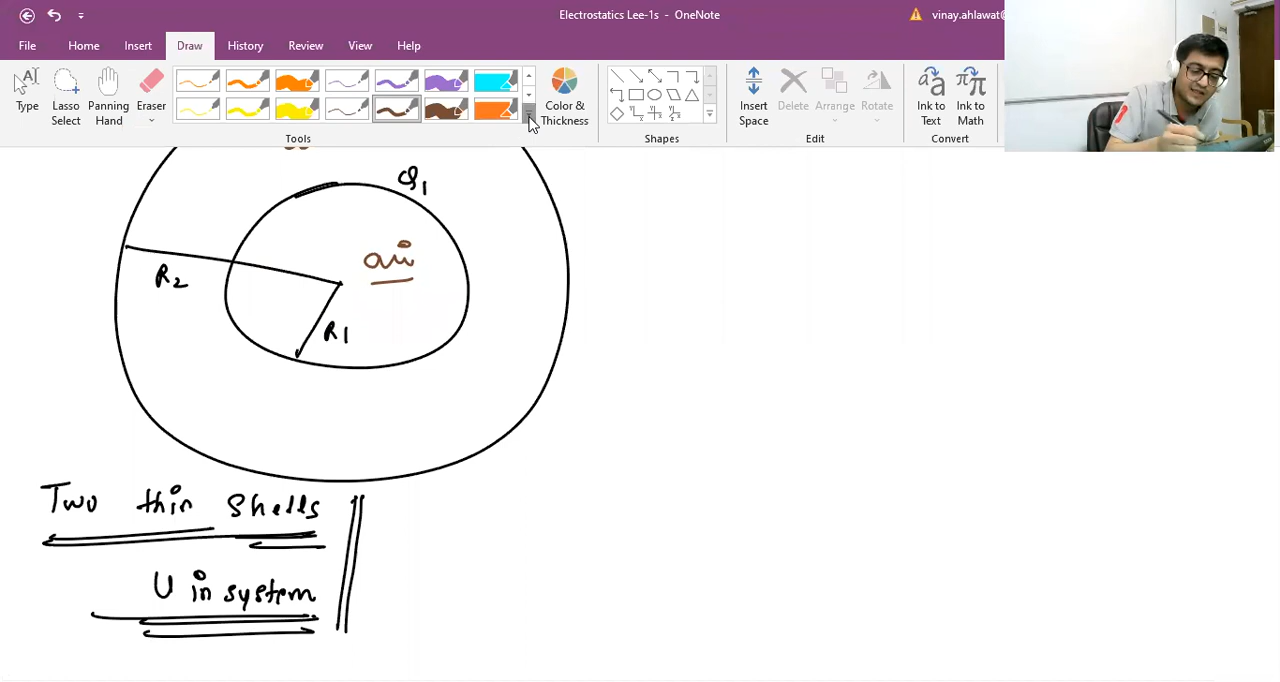 Electrostatics Lee-1s - OneNote
vinay.ahlawat@
File Home Insert Draw History Review View Help
Type
Lasso Select
Panning Hand
Eraser
Color & Thickness
Insert Space
Delete
Arrange
Rotate
Ink to Text
Ink to Math
Tools
Shapes
Edit
Convert
Q1
air
R2
R1
Two thin Shells
U in system